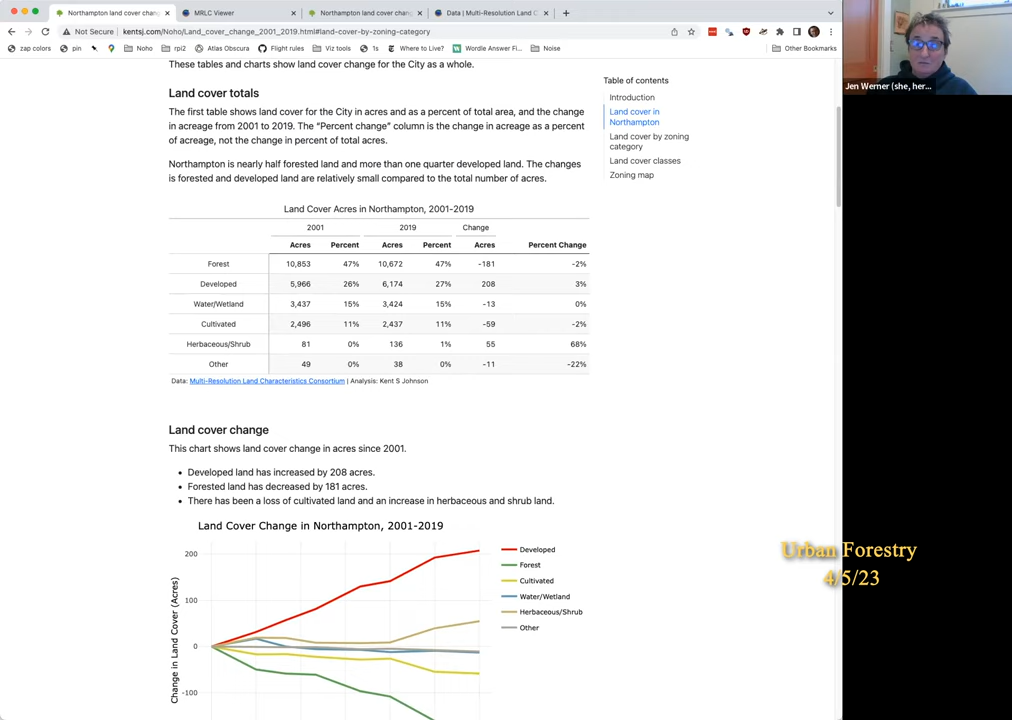 Northampton land cover chan
MRLC Viewer
Northampton land cover chang
Data | Multi-Resolution Land C
Not Secure
kentsj.com/Noho/Land_cover_change_2001_2019.html#land-cover-by-zoning-category
zap colors
pin
Noho
rpi2
Atlas Obscura
Flight rules
Viz tools
1s
Where to Live?
Wordle Answer Fi...
Noise
Other Bookmarks
These tables and charts show land cover change for the City as a whole.
Land cover totals
The first table shows land cover for the City in acres and as a percent of total area, and the change
in acreage from 2001 to 2019. The “Percent change” column is the change in acreage as a percent
of acreage, not the change in percent of total acres.
Northampton is nearly half forested land and more than one quarter developed land. The changes
is forested and developed land are relatively small compared to the total number of acres.
Land Cover Acres in Northampton, 2001-2019
2001 2019 Change
Acres Percent Acres Percent Acres Percent Change
Forest 10,853 47% 10,672 47% -181 -2%
Developed 5,966 26% 6,174 27% 208 3%
Water/Wetland 3,437 15% 3,424 15% -13 0%
Cultivated 2,496 11% 2,437 11% -59 -2%
Herbaceous/Shrub 81 0% 136 1% 55 68%
Other 49 0% 38 0% -11 -22%
Data: Multi-Resolution Land Characteristics Consortium | Analysis: Kent S Johnson
Land cover change
This chart shows land cover change in acres since 2001.
• Developed land has increased by 208 acres.
• Forested land has decreased by 181 acres.
• There has been a loss of cultivated land and an increase in herbaceous and shrub land.
Land Cover Change in Northampton, 2001-2019
Change in Land Cover (Acres)
200
100
0
-100
Developed
Forest
Cultivated
Water/Wetland
Herbaceous/Shrub
Other
Table of contents
Introduction
Land cover in
Northampton
Land cover by zoning
category
Land cover classes
Zoning map
Jen Werner (she, her...
Urban Forestry
4/5/23